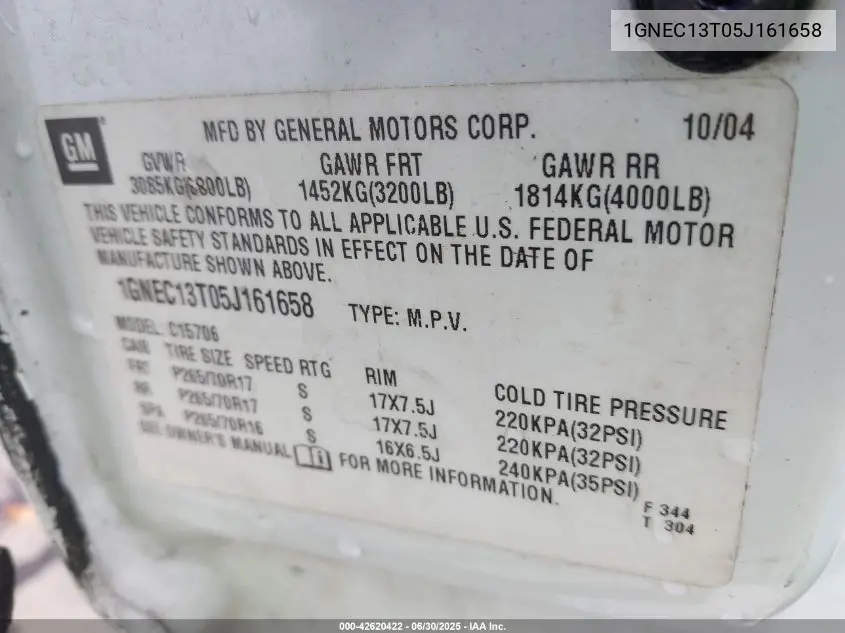 1GNEC13T05J161658
GM ®
MFD BY GENERAL MOTORS CORP. 10/04
GVWR GAWR FRT GAWR RR
3085KG(6800LB) 1452KG(3200LB) 1814KG(4000LB)
THIS VEHICLE CONFORMS TO ALL APPLICABLE U.S. FEDERAL MOTOR
VEHICLE SAFETY STANDARDS IN EFFECT ON THE DATE OF
MANUFACTURE SHOWN ABOVE.
1GNEC13T05J161658 TYPE: M.P.V.
MODEL: C15706
TIRE SIZE SPEED RTG RIM COLD TIRE PRESSURE
FRT P265/70R17 S 17X7.5J 220KPA(32PSI)
RR P265/70R17 S 17X7.5J 220KPA(32PSI)
SPA P265/70R16 S 16X6.5J 240KPA(35PSI)
SEE OWNER'S MANUAL FOR MORE INFORMATION.
F 344
T 304
000-42620422 - 06/30/2025 - IAA Inc.